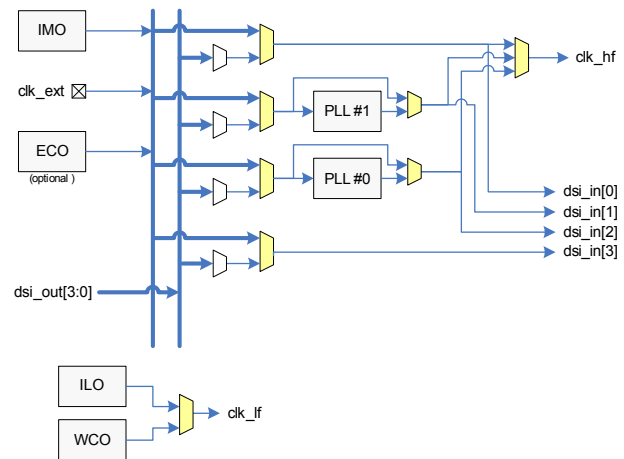 IMO
clk_hf
clk_ext
PLL #1
ECO
(optional )
PLL #0
dsi_in[0]
dsi_in[1]
dsi_in[2]
dsi_in[3]
dsi_out[3:0]
ILO
clk_lf
WCO